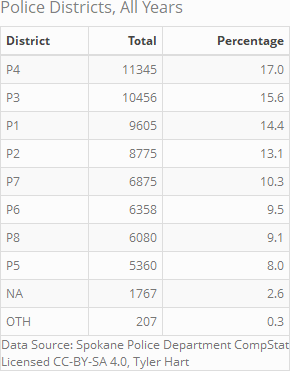 Police Districts, All Years
District Total Percentage
P4 11345 17.0
P3 10456 15.6
P1 9605 14.4
P2 8775 13.1
P7 6875 10.3
P6 6358 9.5
P8 6080 9.1
P5 5360 8.0
NA 1767 2.6
OTH 207 0.3
Data Source: Spokane Police Department CompStat
Licensed CC-BY-SA 4.0, Tyler Hart